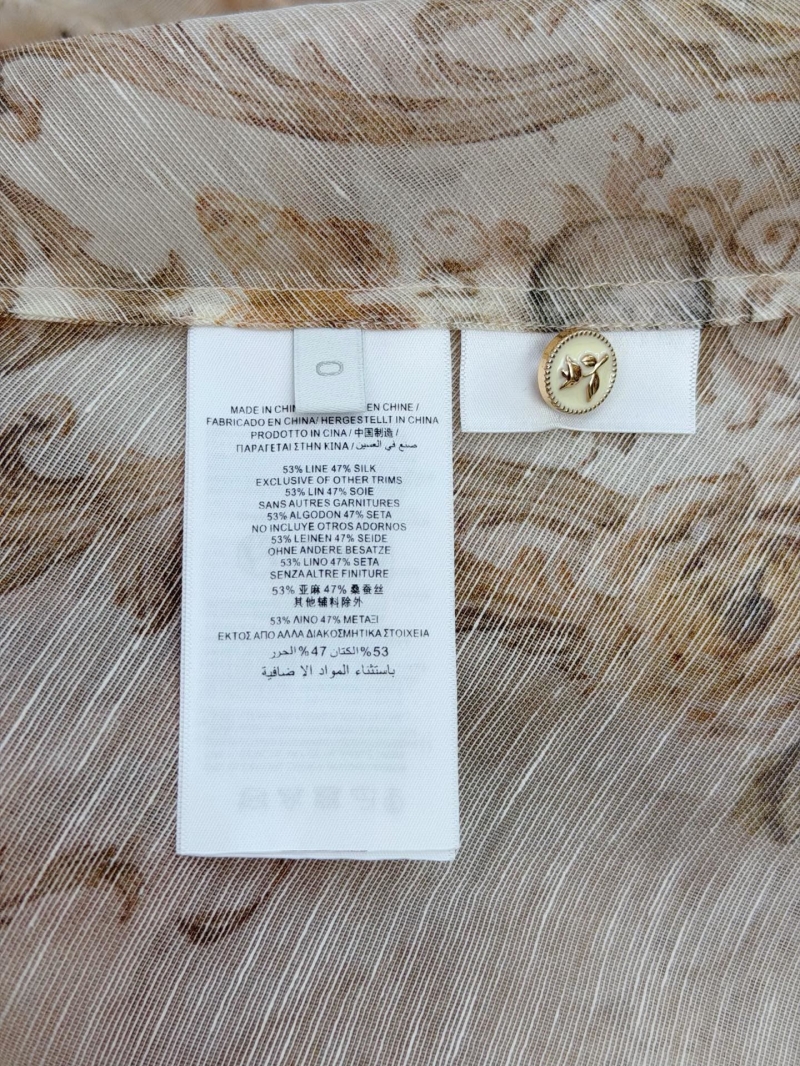 0
MADE IN CHIN EN CHINE /
FABRICADO EN CHINA/ HERGESTELLT IN CHINA
PRODOTTO IN CINA / 中国制造 /
ΠΑΡΑΓΕΤΑΙ ΣΤΗΝ ΚΙΝΑ / صنع في الصين
53% LINE 47% SILK
EXCLUSIVE OF OTHER TRIMS
53% LIN 47% SOIE
SANS AUTRES GARNITURES
53% ALGODON 47% SETA
NO INCLUYE OTROS ADORNOS
53% LEINEN 47% SEIDE
OHNE ANDERE BESATZE
53% LINO 47% SETA
SENZA ALTRE FINITURE
53% 亚麻 47% 桑蚕丝
其他辅料除外
53% ΛΙΝΟ 47% ΜΕΤΑΞΙ
ΕΚΤΟΣ ΑΠΟ ΑΛΛΑ ΔΙΑΚΟΣΜΗΤΙΚΑ ΣΤΟΙΧΕΙΑ
53% الكتان 47% الحرر
باستثناء المواد الا ضافية